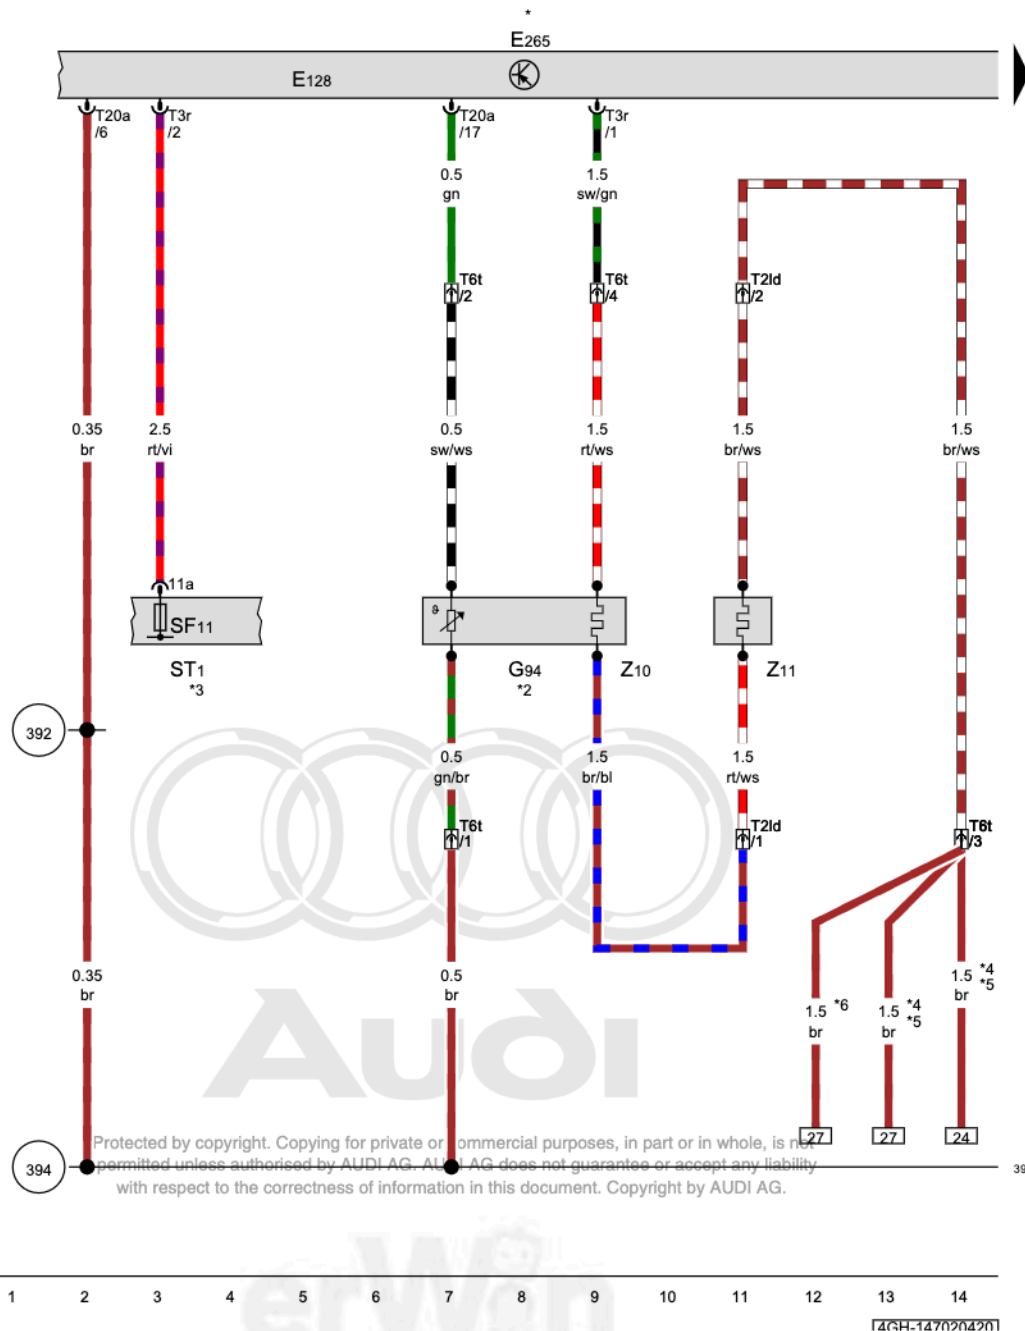 *
E265
E128
T20a
/6
T3r
/2
T20a
/17
T3r
/1
0.5
gn
1.5
sw/gn
T6t
/2
T6t
/4
T2ld
/2
0.35
br
2.5
rt/vi
0.5
sw/ws
1.5
rt/ws
1.5
br/ws
1.5
br/ws
11a
SF11
ST1
*3
G94
*2
Z10
Z11
392
0.5
gn/br
1.5
br/bl
1.5
rt/ws
T6t
/1
T2ld
/1
T6t
/3
0.35
br
0.5
br
1.5 *6
br
1.5 *4
*5
br
1.5 *4
*5
br
Audi
27
27
24
Protected by copyright. Copying for private or commercial purposes, in part or in whole, is not
permitted unless authorised by AUDI AG. AUDI AG does not guarantee or accept any liability
with respect to the correctness of information in this document. Copyright by AUDI AG.
394
39
erWin
1 2 3 4 5 6 7 8 9 10 11 12 13 14
4GH-147020420